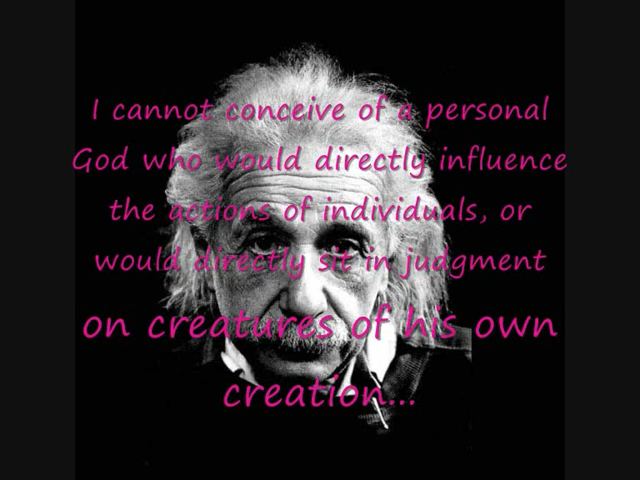 I cannot conceive of a personal
God who would directly influence
the actions of individuals, or
would directly sit in judgment
on creatures of his own
creation...